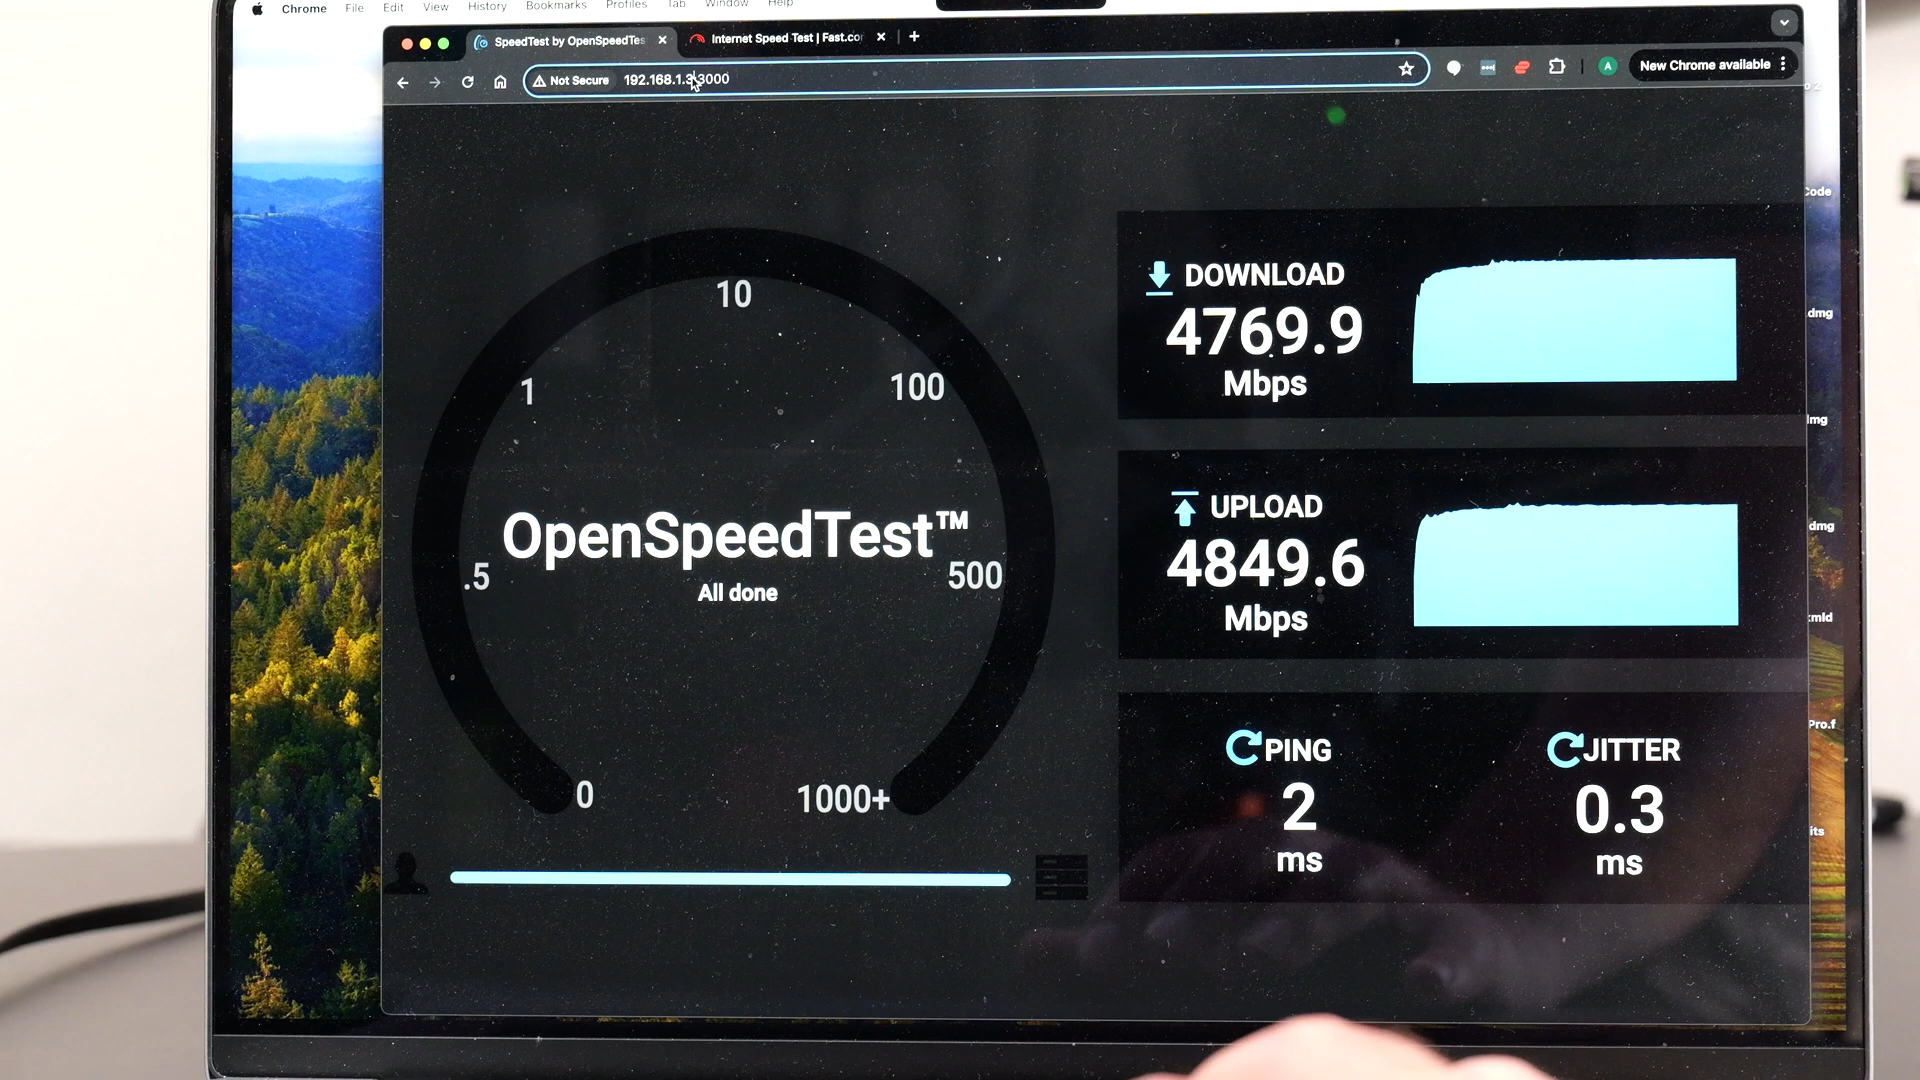 Chrome File Edit View History Bookmarks Profiles Tab Window Help
SpeedTest by OpenSpeedTes Internet Speed Test | Fast.co
Not Secure 192.168.1.3:3000 A New Chrome available
Code
DOWNLOAD
4769.9
Mbps
.dmg
UPLOAD
4849.6
Mbps
dmg
PING JITTER
2 0.3
ms ms
Pro.f
10
1 100
OpenSpeedTest™
.5 500
All done
0 1000+